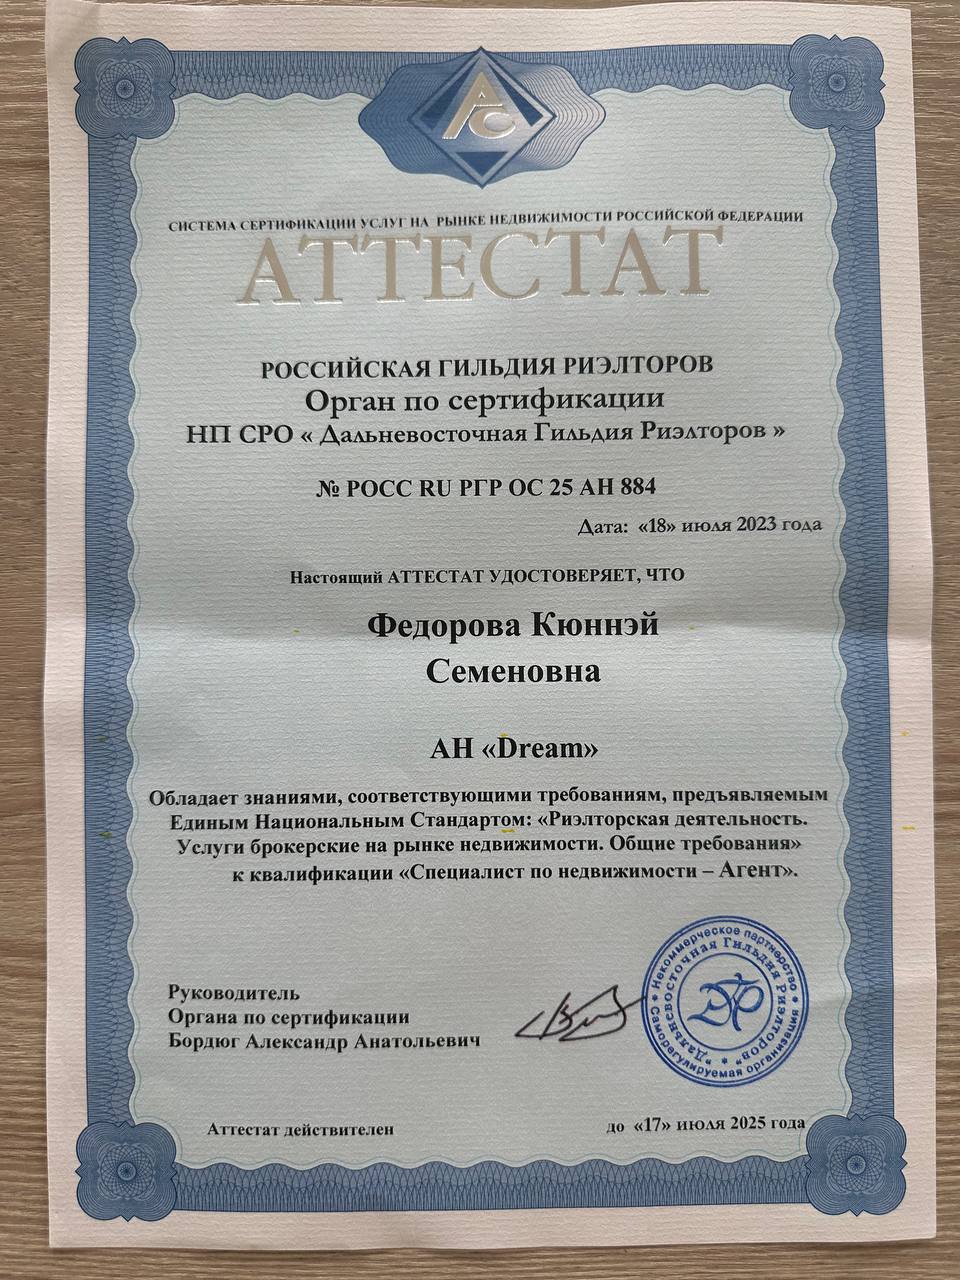 АС
СИСТЕМА СЕРТИФИКАЦИИ УСЛУГ НА РЫНКЕ НЕДВИЖИМОСТИ РОССИЙСКОЙ ФЕДЕРАЦИИ
АТТЕСТАТ
РОССИЙСКАЯ ГИЛЬДИЯ РИЭЛТОРОВ
Орган по сертификации
НП СРО « Дальневосточная Гильдия Риэлторов »
№ РОСС RU РГР ОС 25 АН 884
Дата: «18» июля 2023 года
Настоящий АТТЕСТАТ УДОСТОВЕРЯЕТ, ЧТО
Федорова Кюннэй
Семеновна
АН «Dream»
Обладает знаниями, соответствующими требованиям, предъявляемым
Единым Национальным Стандартом: «Риэлторская деятельность.
Услуги брокерские на рынке недвижимости. Общие требования»
к квалификации «Специалист по недвижимости – Агент».
Руководитель
Органа по сертификации
Бордюг Александр Анатольевич
Некоммерческое партнерство * Саморегулируемая организация *
"Дальневосточная Гильдия Риэлторов" *
Аттестат действителен
до «17» июля 2025 года